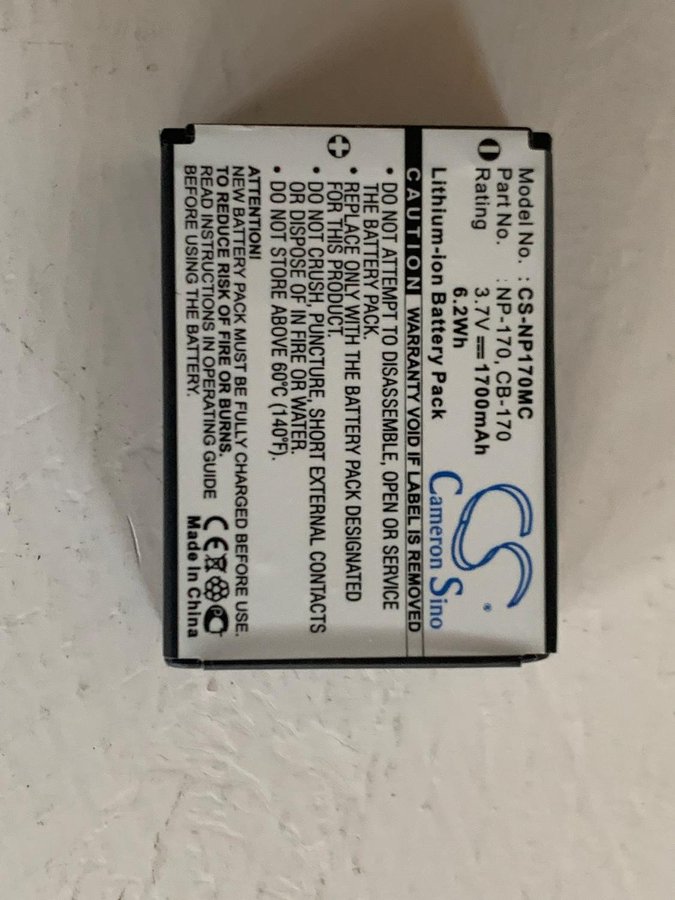 Model No. : CS-NP170MC
Part No. : NP-170, CB-170
Rating 3.7V 1700mAh
6.2Wh
Lithium-ion Battery Pack
CS
Cameron Sino
CAUTION WARRANTY VOID IF LABEL IS REMOVED
• DO NOT ATTEMPT TO DISASSEMBLE, OPEN OR SERVICE
THE BATTERY PACK.
• REPLACE ONLY WITH THE BATTERY PACK DESIGNATED
FOR THIS PRODUCT.
• DO NOT CRUSH, PUNCTURE, SHORT EXTERNAL CONTACTS
OR DISPOSE OF IN FIRE OR WATER.
• DO NOT STORE ABOVE 60°C (140°F).
ATTENTION!
NEW BATTERY PACK MUST BE FULLY CHARGED BEFORE USE.
TO REDUCE RISK OF FIRE OR BURNS.
READ INSTRUCTIONS IN YOUR OPERATING GUIDE
BEFORE USING THE BATTERY.
CE
Made in China